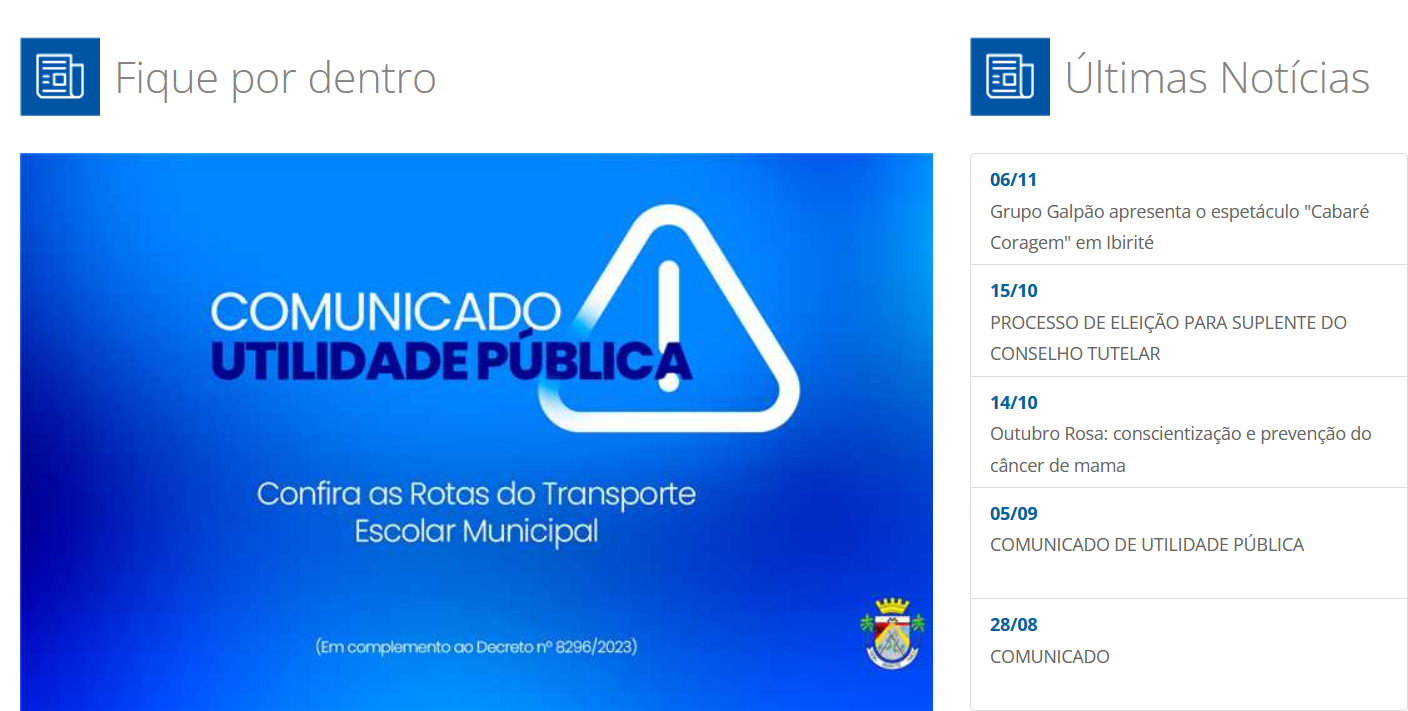 Fique por dentro
COMUNICADO
UTILIDADE PÚBLICA
Confira as Rotas do Transporte
Escolar Municipal
(Em complemento ao Decreto nº 8296/2023)
Últimas Notícias
06/11
Grupo Galpão apresenta o espetáculo "Cabaré
Coragem" em Ibirité
15/10
PROCESSO DE ELEIÇÃO PARA SUPLENTE DO
CONSELHO TUTELAR
14/10
Outubro Rosa: conscientização e prevenção do
câncer de mama
05/09
COMUNICADO DE UTILIDADE PÚBLICA
28/08
COMUNICADO